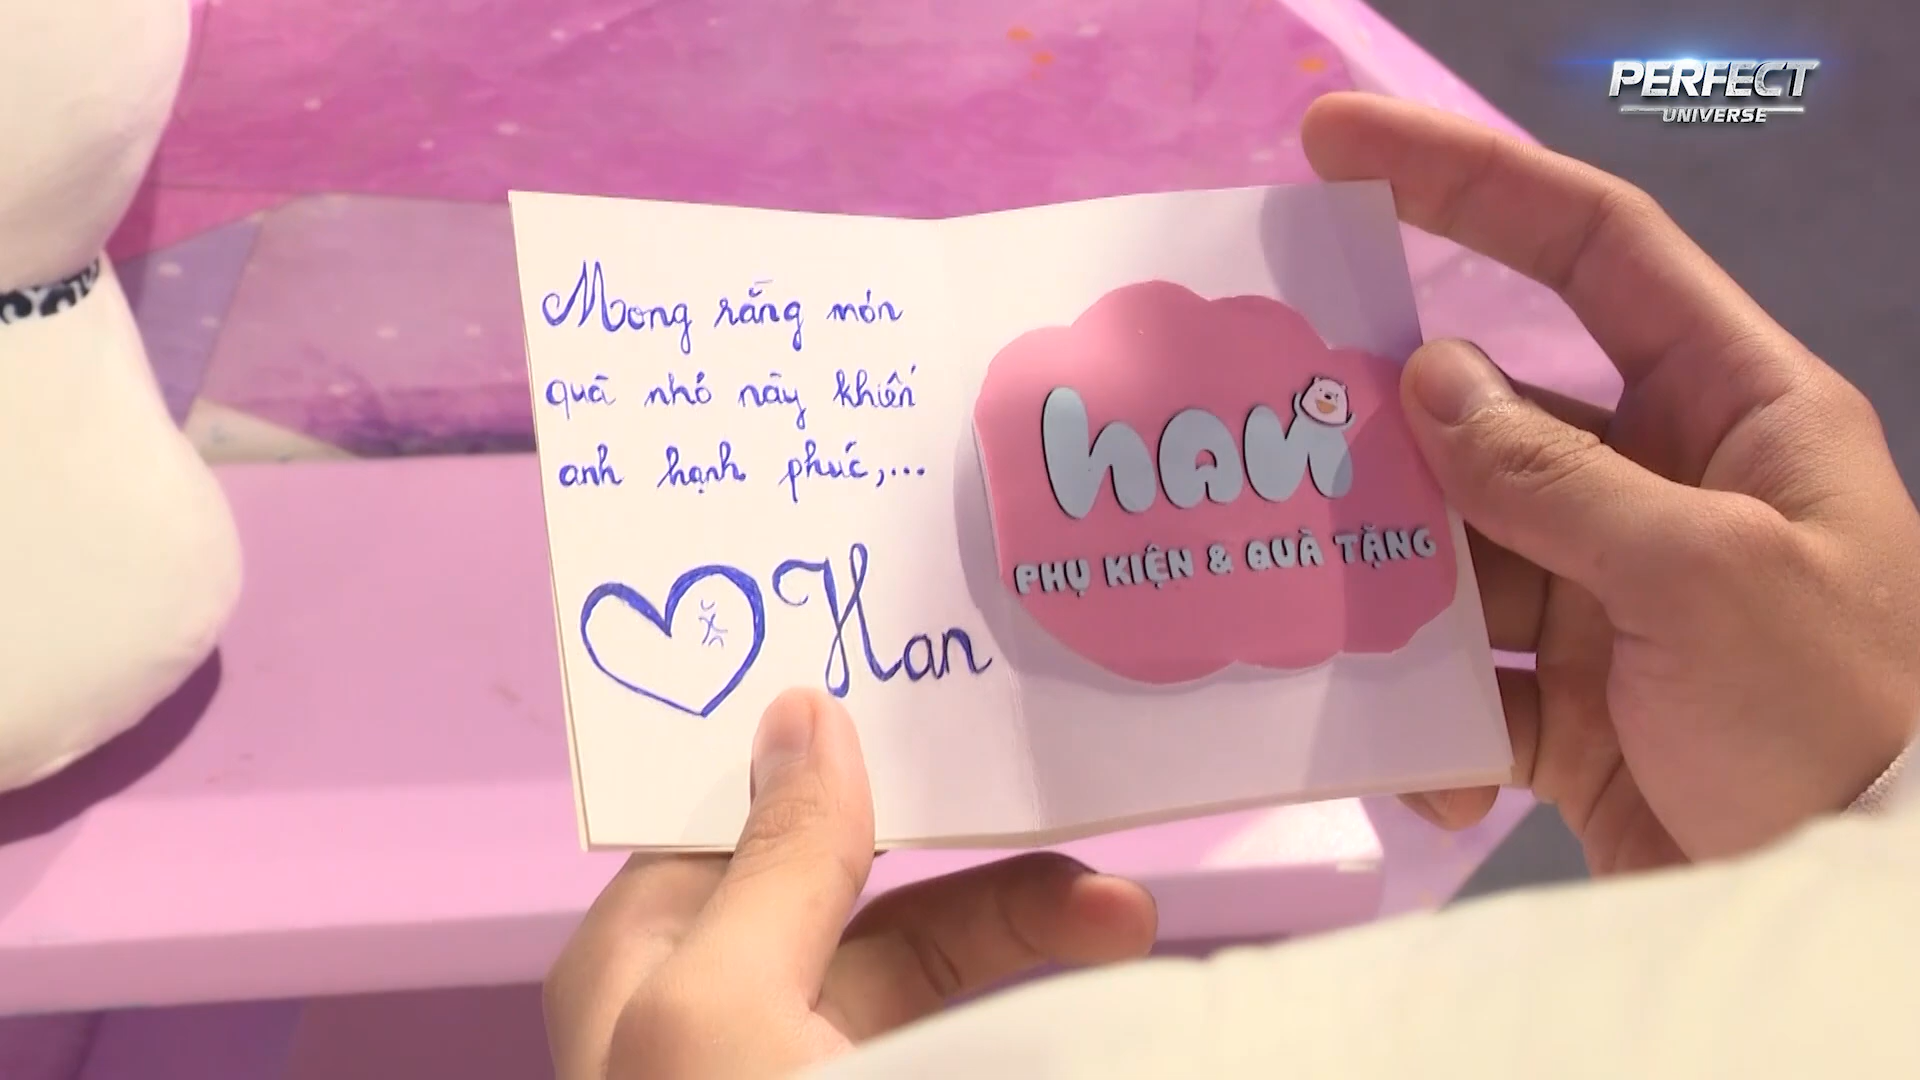 PERFECT
UNIVERSE
Mong rằng món
quà nhỏ này khiến
anh hạnh phúc,...
Han
han
PHỤ KIỆN & QUÀ TẶNG